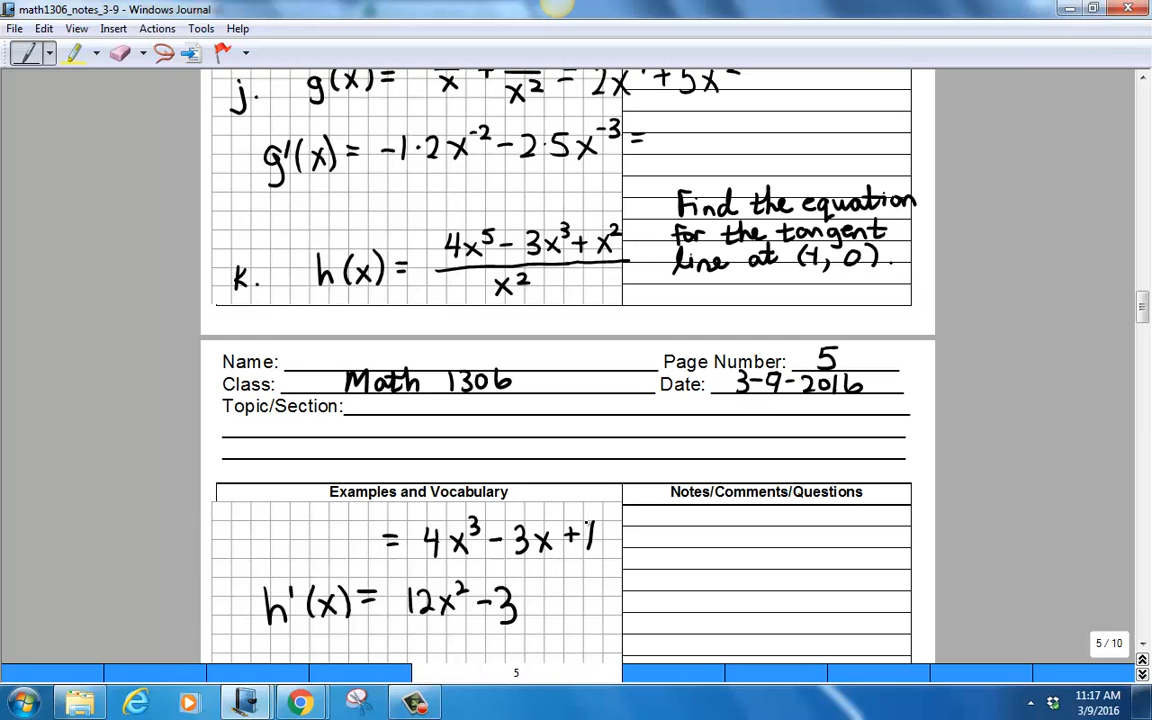 math1306_notes_3-9 - Windows Journal
File Edit View Insert Actions Tools Help
j. g(x) = x + x² = 2x + 5x
g'(x) = -1·2x⁻² - 2·5x⁻³ =
Find the equation
for the tangent
line at (1, 0).
k. h(x) = 4x⁵ - 3x³ + x²
x²
Name:
Page Number: 5
Class: Math 1306
Date: 3-9-2016
Topic/Section:
Examples and Vocabulary
Notes/Comments/Questions
= 4x³ - 3x + 1
h'(x) = 12x² - 3
5 / 10
5
11:17 AM
3/9/2016